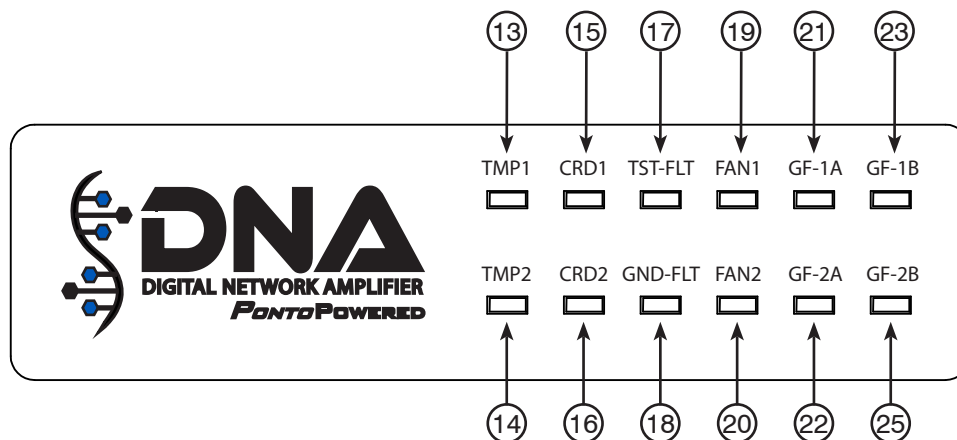 13 15 17 19 21 23
TMP1 CRD1 TST-FLT FAN1 GF-1A GF-1B
DNA
DIGITAL NETWORK AMPLIFIER
PONTOPOWERED
TMP2 CRD2 GND-FLT FAN2 GF-2A GF-2B
14 16 18 20 22 25